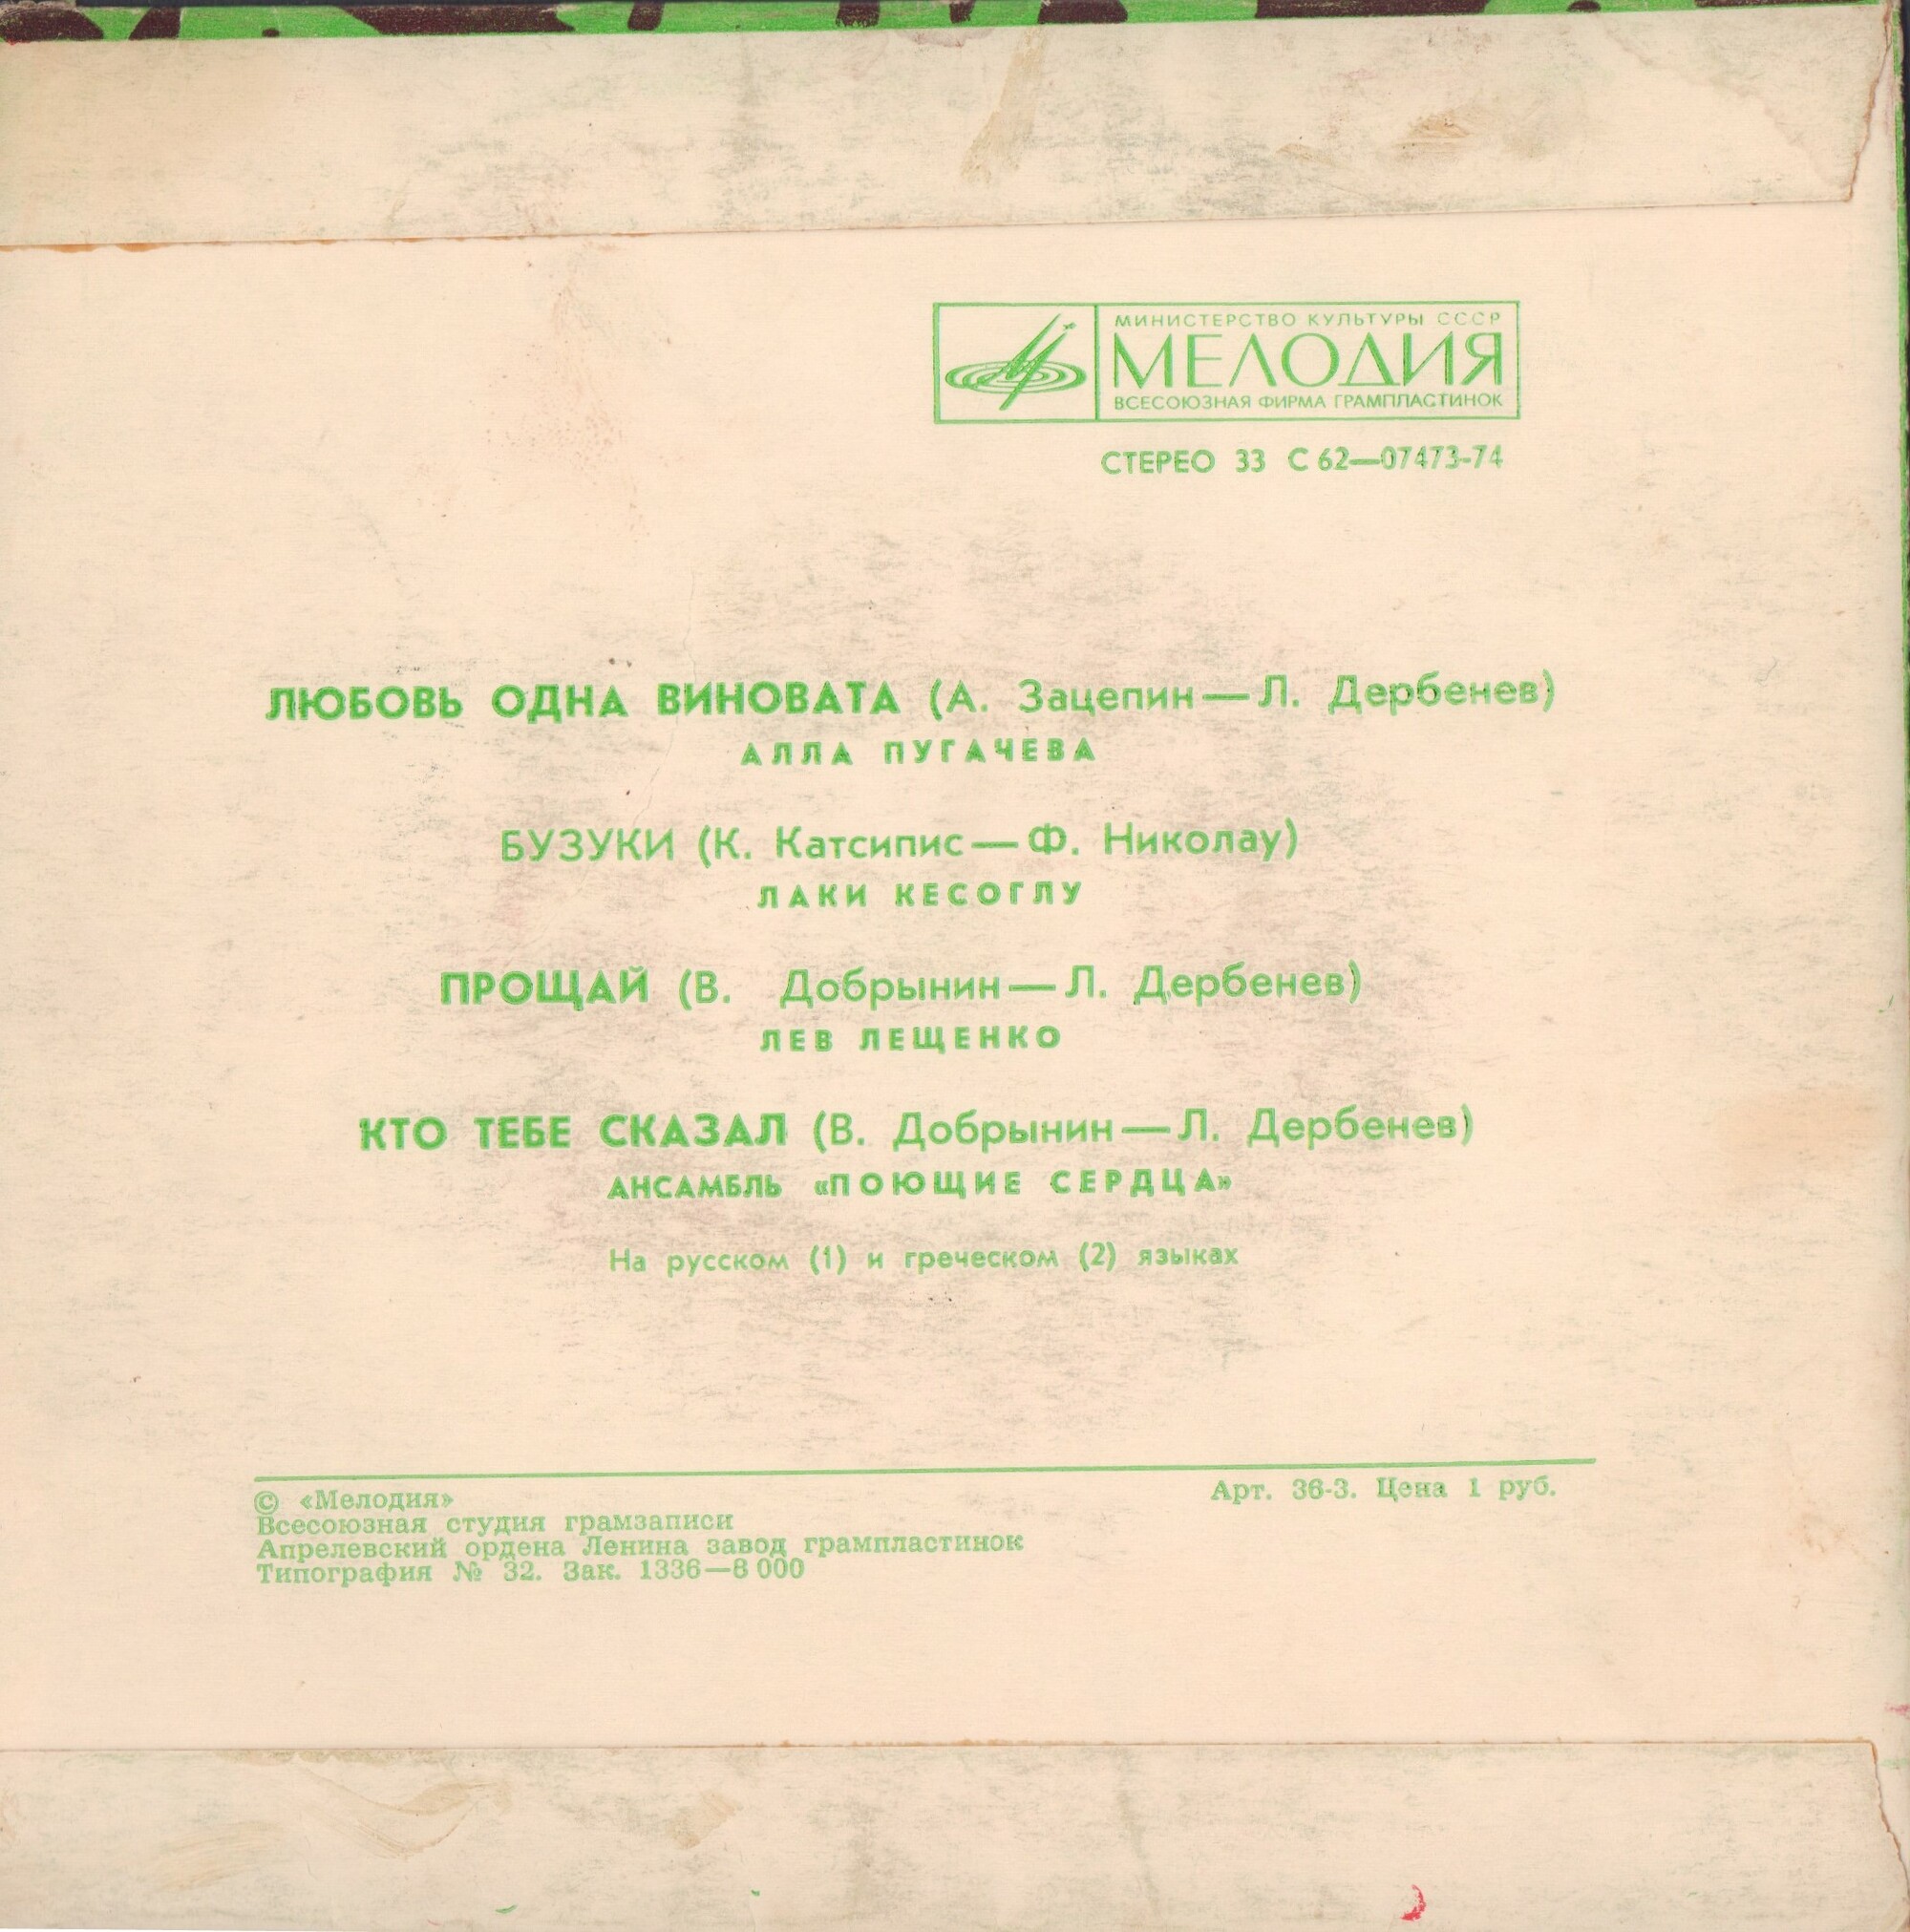 МИНИСТЕРСТВО КУЛЬТУРЫ СССР
МЕЛОДИЯ
ВСЕСОЮЗНАЯ ФИРМА ГРАМПЛАСТИНОК
СТЕРЕО 33 С 62—07473-74
ЛЮБОВЬ ОДНА ВИНОВАТА (А. Зацепин — Л. Дербенев)
АЛЛА ПУГАЧЕВА
БУЗУКИ (К. Катсипис — Ф. Николау)
ЛАКИ КЕСОГЛУ
ПРОЩАЙ (В. Добрынин — Л. Дербенев)
ЛЕВ ЛЕЩЕНКО
КТО ТЕБЕ СКАЗАЛ (В. Добрынин — Л. Дербенев)
АНСАМБЛЬ «ПОЮЩИЕ СЕРДЦА»
На русском (1) и греческом (2) языках
© «Мелодия»
Арт. 36-3. Цена 1 руб.
Всесоюзная студия грамзаписи
Апрелевский ордена Ленина завод грампластинок
Типография № 32. Зак. 1336—8 000